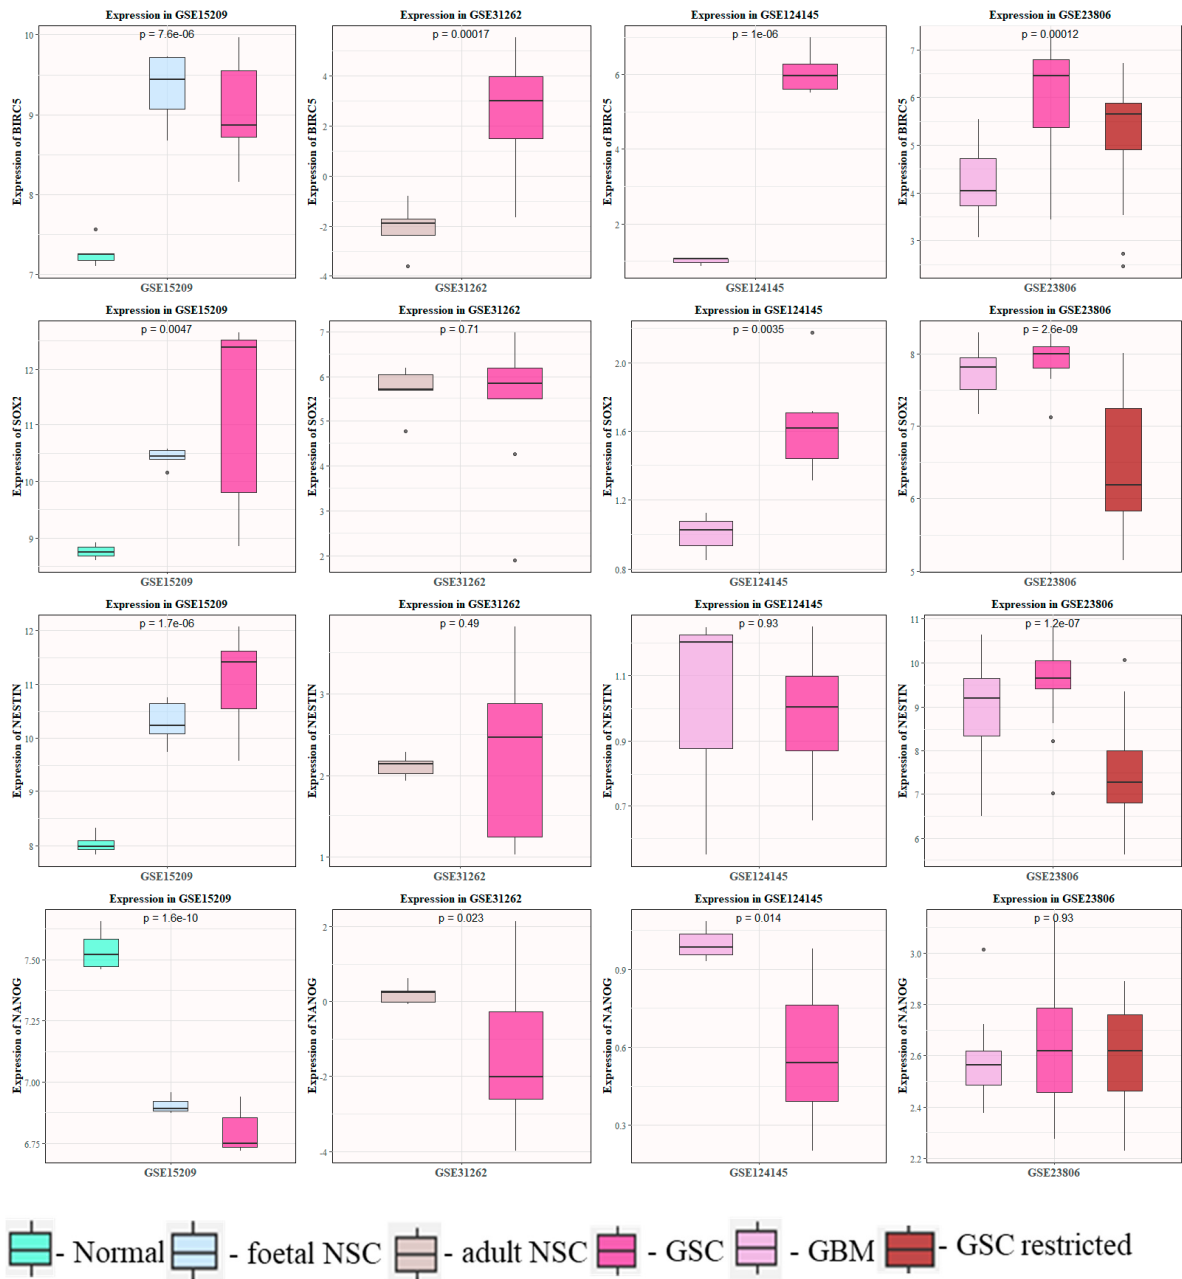 Expression in GSE15209
p = 7.6e-06
Expression of BIRC5
10
9
8
7
GSE15209
Expression in GSE31262
p = 0.00017
Expression of BIRC5
4
2
0
-2
-4
GSE31262
Expression in GSE124145
p = 1e-06
Expression of BIRC5
6
4
2
GSE124145
Expression in GSE23806
p = 0.00012
Expression of BIRC5
7
6
5
4
3
GSE23806
Expression in GSE15209
p = 0.0047
Expression of SOX2
12
11
10
9
GSE15209
Expression in GSE31262
p = 0.71
Expression of SOX2
7
6
5
4
3
2
GSE31262
Expression in GSE124145
p = 0.0035
Expression of SOX2
2.0
1.6
1.2
0.8
GSE124145
Expression in GSE23806
p = 2.6e-09
Expression of SOX2
8
7
6
5
GSE23806
Expression in GSE15209
p = 1.7e-06
Expression of NESTIN
12
11
10
9
8
GSE15209
Expression in GSE31262
p = 0.49
Expression of NESTIN
3
2
1
GSE31262
Expression in GSE124145
p = 0.93
Expression of NESTIN
1.1
0.9
0.7
GSE124145
Expression in GSE23806
p = 1.2e-07
Expression of NESTIN
11
10
9
8
7
6
GSE23806
Expression in GSE15209
p = 1.6e-10
Expression of NANOG
7.50
7.25
7.00
6.75
GSE15209
Expression in GSE31262
p = 0.023
Expression of NANOG
2
0
-2
-4
GSE31262
Expression in GSE124145
p = 0.014
Expression of NANOG
0.9
0.6
0.3
GSE124145
Expression in GSE23806
p = 0.93
Expression of NANOG
3.0
2.8
2.6
2.4
2.2
GSE23806
- Normal - foetal NSC - adult NSC - GSC - GBM - GSC restricted